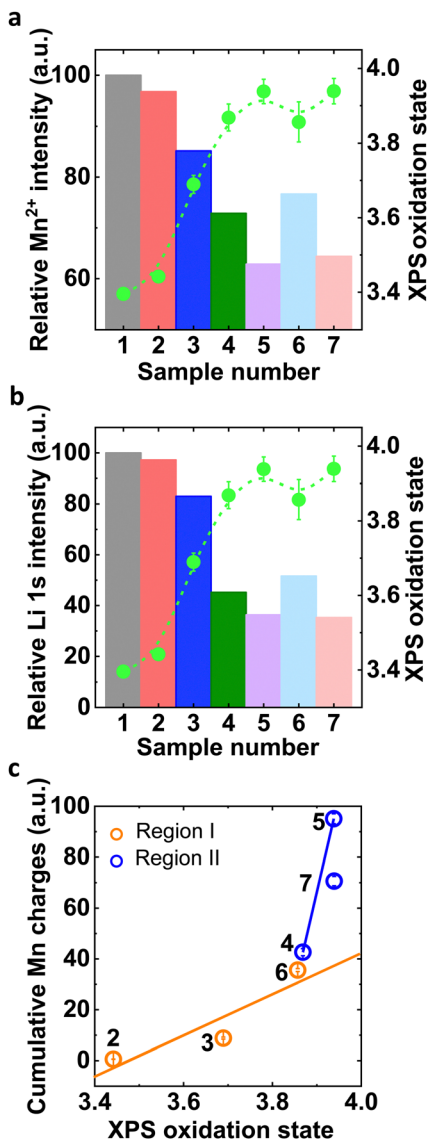 a
Relative Mn²⁺ intensity (a.u.)
100
80
60
4.0
3.8
3.6
3.4
XPS oxidation state
1 2 3 4 5 6 7
Sample number
b
Relative Li 1s intensity (a.u.)
100
80
60
40
20
0
4.0
3.8
3.6
3.4
XPS oxidation state
1 2 3 4 5 6 7
Sample number
c
Cumulative Mn charges (a.u.)
100
80
60
40
20
0
Region I
Region II
5
7
4
6
2
3
3.4 3.6 3.8 4.0
XPS oxidation state